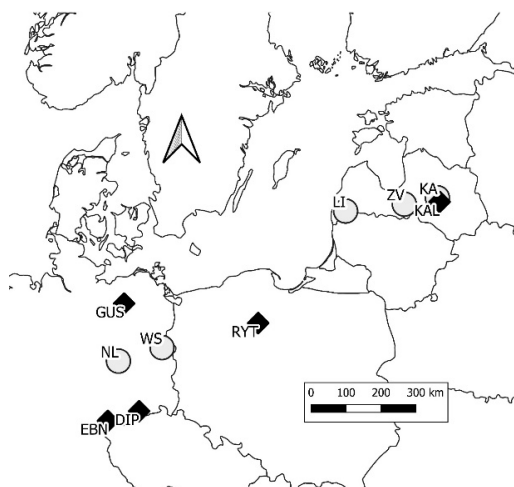 LI
ZV
KA
KAL
GUS
RYT
WS
NL
DIP
EBN
0 100 200 300 km